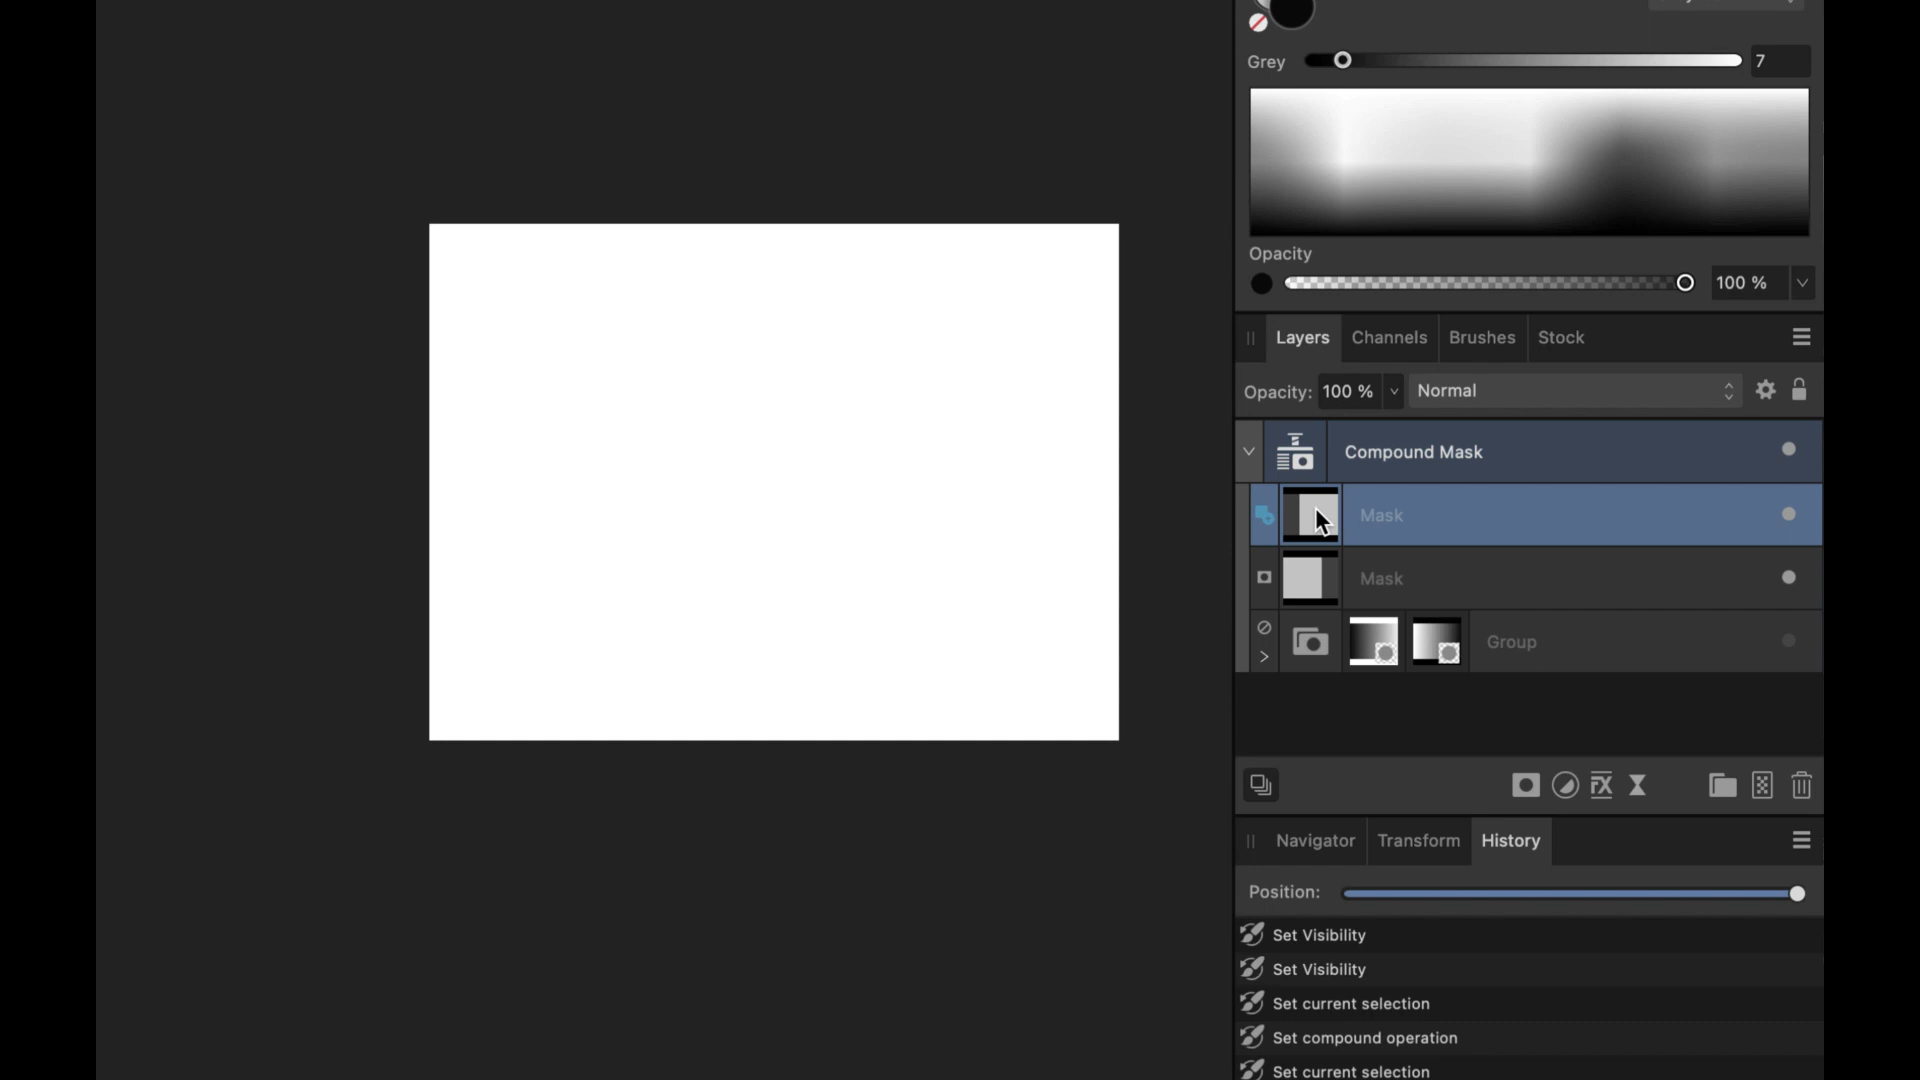 Grey 7
Opacity
100 %
Layers Channels Brushes Stock
Opacity: 100 % Normal
Compound Mask
Mask
Mask
Group
FX
Navigator Transform History
Position:
Set Visibility
Set Visibility
Set current selection
Set compound operation
Set current selection